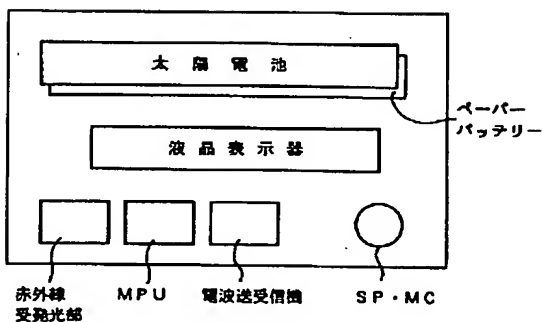 太陽電池
ペーパー
バッテリー
液晶表示器
赤外線
受発光部
MPU
電波送受信機
SP・MC